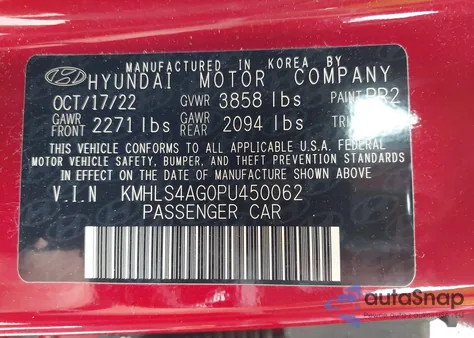 MANUFACTURED IN KOREA BY
HYUNDAI MOTOR COMPANY
OCT/17/22 GVWR 3858 lbs PAINT PR2
GAWR FRONT 2271 lbs GAWR REAR 2094 lbs TRIM
THIS VEHICLE CONFORMS TO ALL APPLICABLE U.S.A. FEDERAL
MOTOR VEHICLE SAFETY, BUMPER, AND THEFT PREVENTION STANDARDS
IN EFFECT ON THE DATE OF MANUFACTURE SHOWN ABOVE.
V.I.N KMHLS4AG0PU450062
PASSENGER CAR
autoSnap